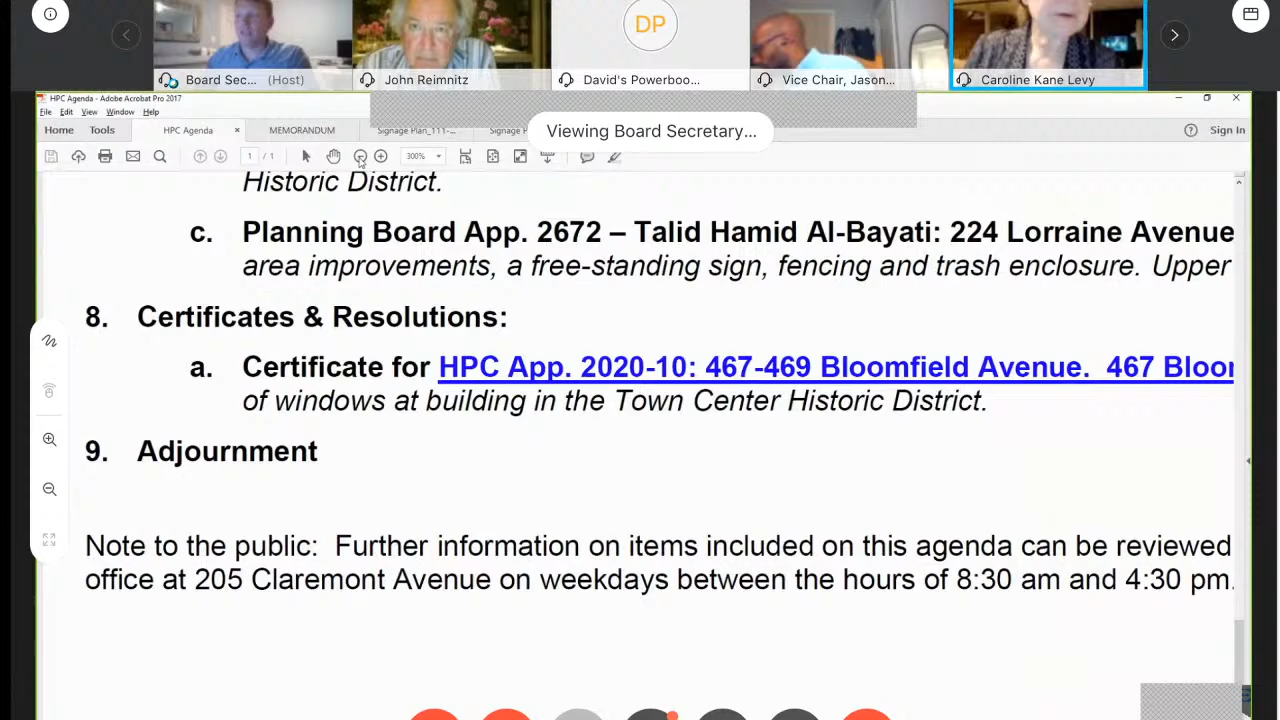 DP
Board Sec... (Host)
John Reimnitz
David's Powerboo...
Vice Chair, Jason...
Caroline Kane Levy
HPC Agenda - Adobe Acrobat Pro 2017
File Edit View Window Help
Home Tools HPC Agenda × MEMORANDUM Signage Plan_111-... Signage P
Viewing Board Secretary...
Sign In
1 / 1 300%
Historic District.
c. Planning Board App. 2672 – Talid Hamid Al-Bayati: 224 Lorraine Avenue
area improvements, a free-standing sign, fencing and trash enclosure. Upper
8. Certificates & Resolutions:
a. Certificate for HPC App. 2020-10: 467-469 Bloomfield Avenue. 467 Bloom
of windows at building in the Town Center Historic District.
9. Adjournment
Note to the public: Further information on items included on this agenda can be reviewed
office at 205 Claremont Avenue on weekdays between the hours of 8:30 am and 4:30 pm.